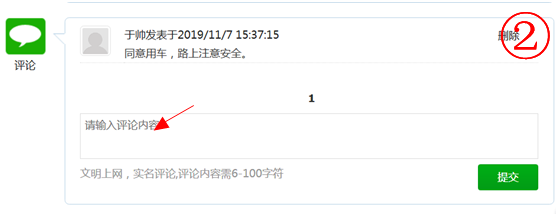 于帅发表于2019/11/7 15:37:15
删除
②
同意用车，路上注意安全。
评论
1
请输入评论内容
文明上网，实名评论,评论内容需6-100字符
提交